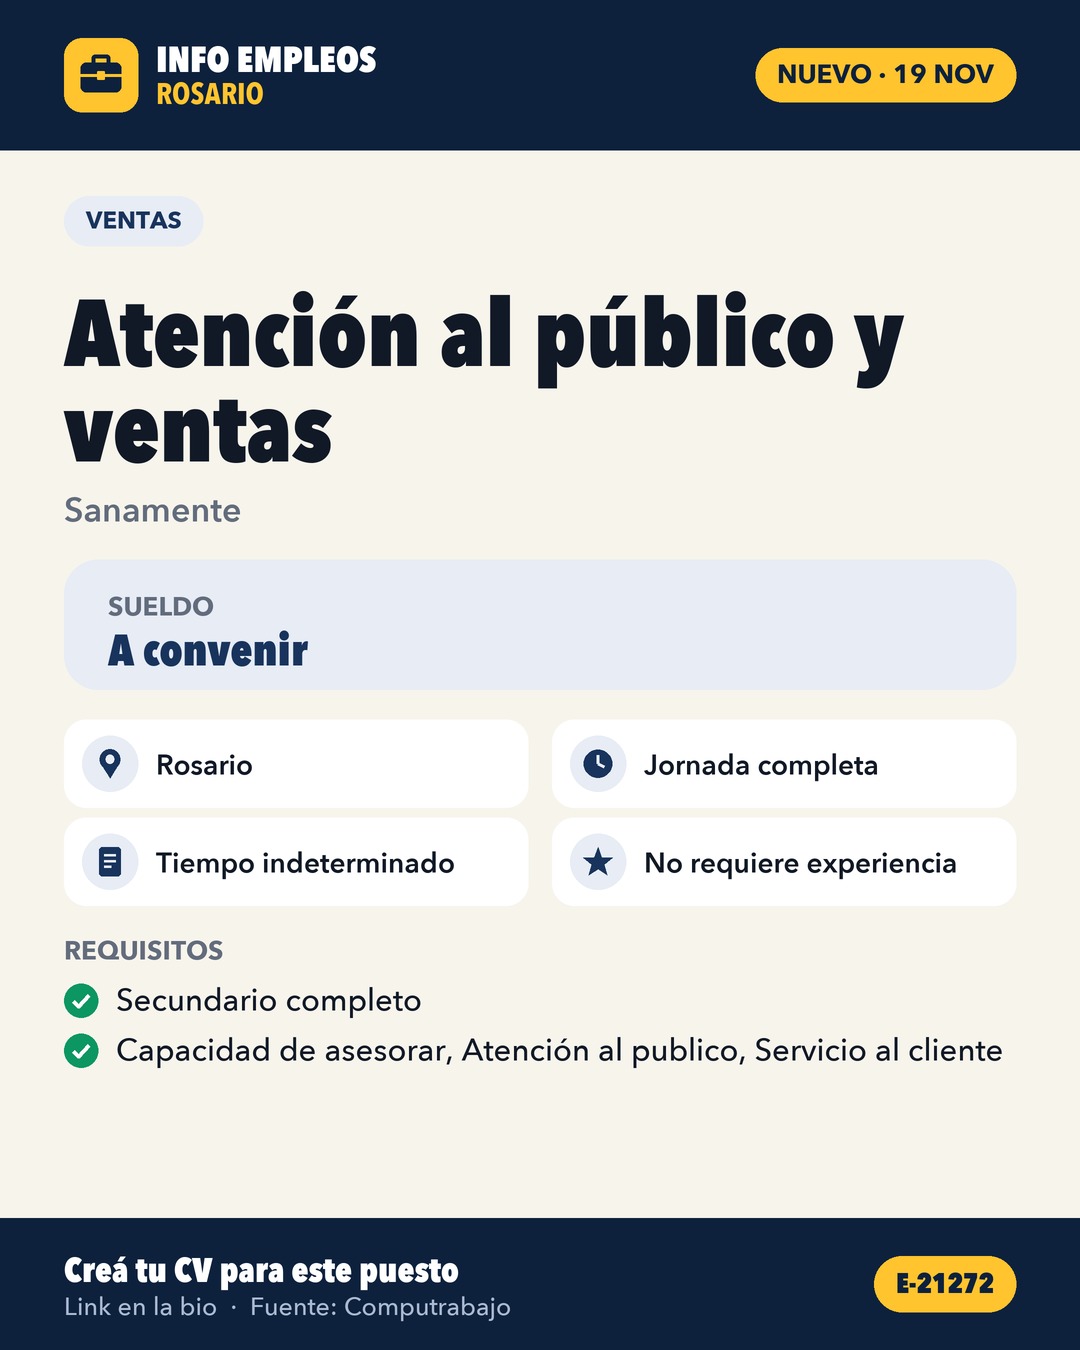 INFO EMPLEOS
ROSARIO
NUEVO · 19 NOV
VENTAS
Atención al público y
ventas
Sanamente
SUELDO
A convenir
Rosario
Jornada completa
Tiempo indeterminado
No requiere experiencia
REQUISITOS
Secundario completo
Capacidad de asesorar, Atención al publico, Servicio al cliente
Creá tu CV para este puesto
Link en la bio · Fuente: Computrabajo
E-21272